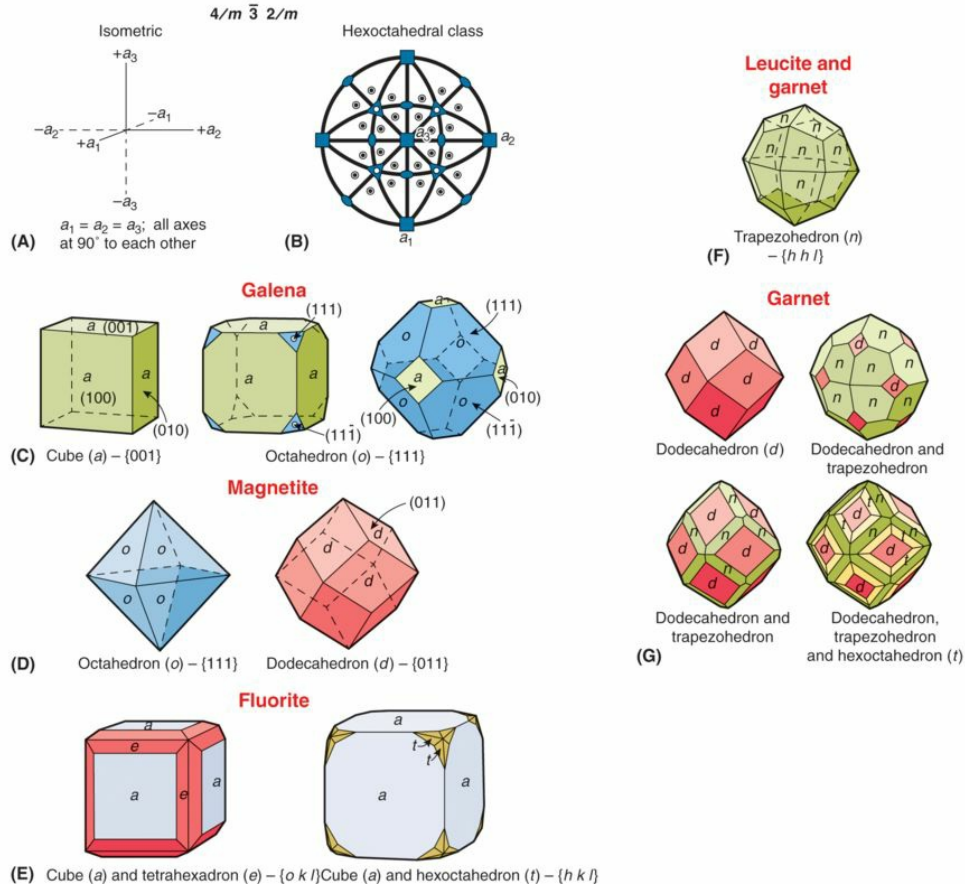 4/m 3̅ 2/m
Isometric
+a₃
−a₁
−a₂
+a₂
+a₁
−a₃
a₁ = a₂ = a₃; all axes
at 90° to each other
(A)
Hexoctahedral class
a₃
a₂
a₁
(B)
Leucite and
garnet
n n
n n n
n
Trapezohedron (n)
– {h h l}
(F)
Galena
a (001)
a
(100)
a
(010)
a
(111)
o
a
a
o
(111̅)
a
(111)
o
o
a
a
(010)
(100)
o
o
(111̅)
(C)
Cube (a) – {001}
Octahedron (o) – {111}
Garnet
d d
d d
d
Dodecahedron (d)
n
d
n
n
n
d
n
n
Dodecahedron and
trapezohedron
n
d
d
n
n
d
d
n
d
Dodecahedron and
trapezohedron
n
t
d
n
t
d
d
t
n
t
d
Dodecahedron,
trapezohedron
and hexoctahedron (t)
(G)
Magnetite
o o
o o
(011)
d
d
d
(D)
Octahedron (o) – {111}
Dodecahedron (d) – {011}
Fluorite
a
e
a
e
a
a
t
t
a
a
(E)
Cube (a) and tetrahexadron (e) – {o k l}Cube (a) and hexoctahedron (t) – {h k l}